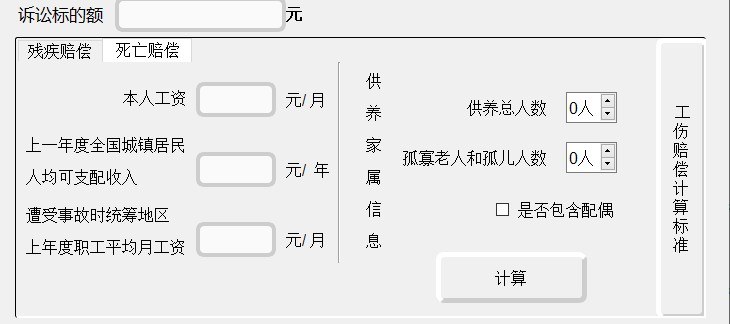 诉讼标的额 元
残疾赔偿 死亡赔偿
本人工资 元/月
上一年度全国城镇居民
人均可支配收入 元/ 年
遭受事故时统筹地区
上年度职工平均月工资 元/月
供养家属信息
供养总人数 0人
孤寡老人和孤儿人数 0人
是否包含配偶
计算
工伤赔偿计算标准